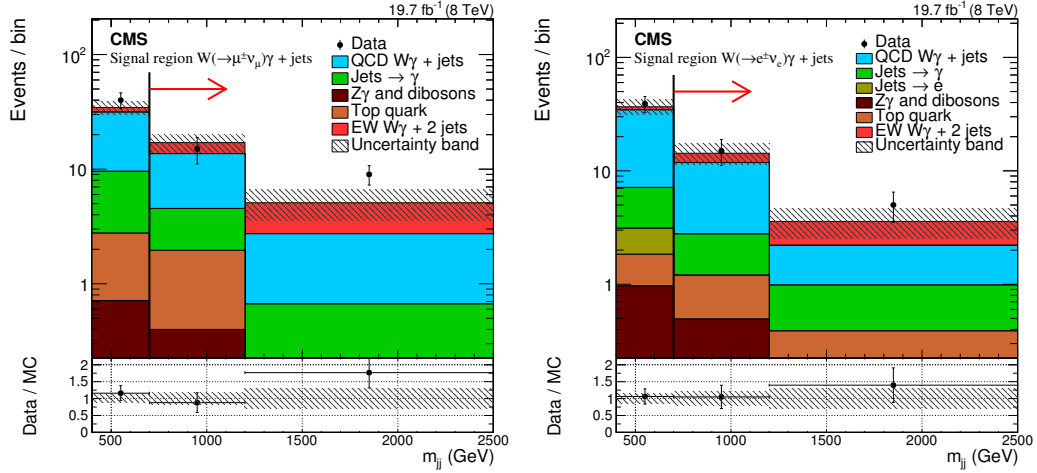 19.7 fb⁻¹ (8 TeV)
CMS
Signal region W(→μ±ν_μ)γ + jets
Data
QCD Wγ + jets
Jets → γ
Zγ and dibosons
Top quark
EW Wγ + 2 jets
Uncertainty band
Events / bin
10²
10
1
Data / MC
2
1.5
1
0.5
0
500 1000 1500 2000 2500
m_jj (GeV)
19.7 fb⁻¹ (8 TeV)
CMS
Signal region W(→e±ν_e)γ + jets
Data
QCD Wγ + jets
Jets → γ
Jets → e
Zγ and dibosons
Top quark
EW Wγ + 2 jets
Uncertainty band
Events / bin
10²
10
1
Data / MC
2
1.5
1
0.5
0
500 1000 1500 2000 2500
m_jj (GeV)